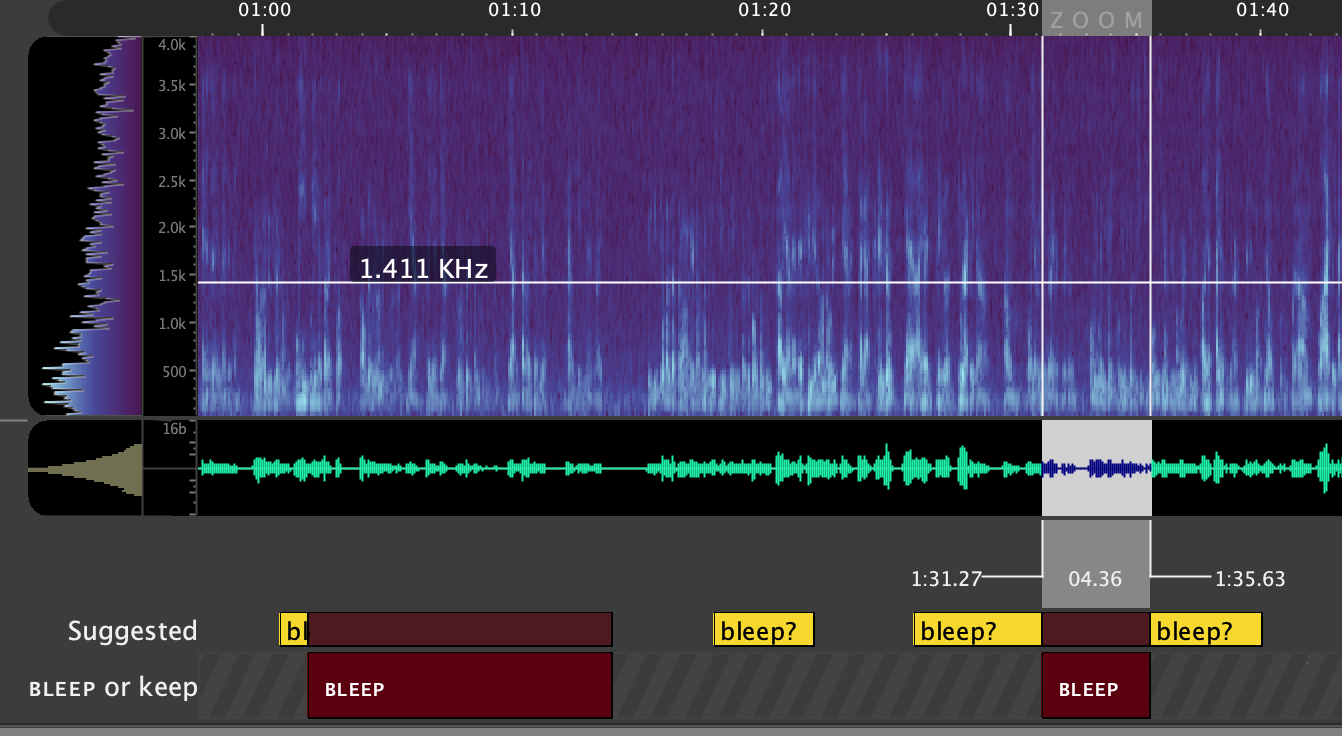 01:00 01:10 01:20 01:30 01:40
ZOOM
4.0k
3.5k
3.0k
2.5k
2.0k
1.411 KHz
1.5k
1.0k
500
16b
1:31.27 04.36 1:35.63
Suggested bl bleep? bleep? bleep?
BLEEP or keep BLEEP BLEEP